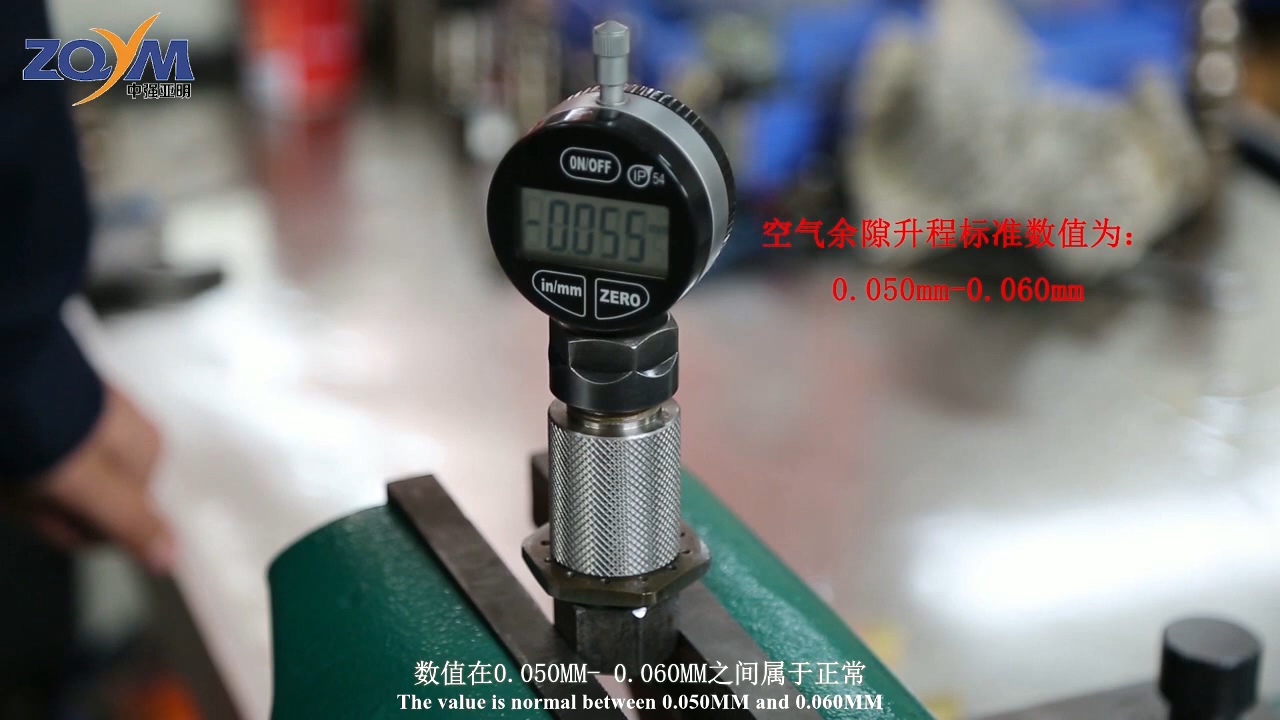 ZQYM
中强亚明
ON/OFF
IP54
-0055
in/mm
ZERO
空气余隙升程标准数值为：
0.050mm-0.060mm
数值在0.050MM- 0.060MM之间属于正常
The value is normal between 0.050MM and 0.060MM